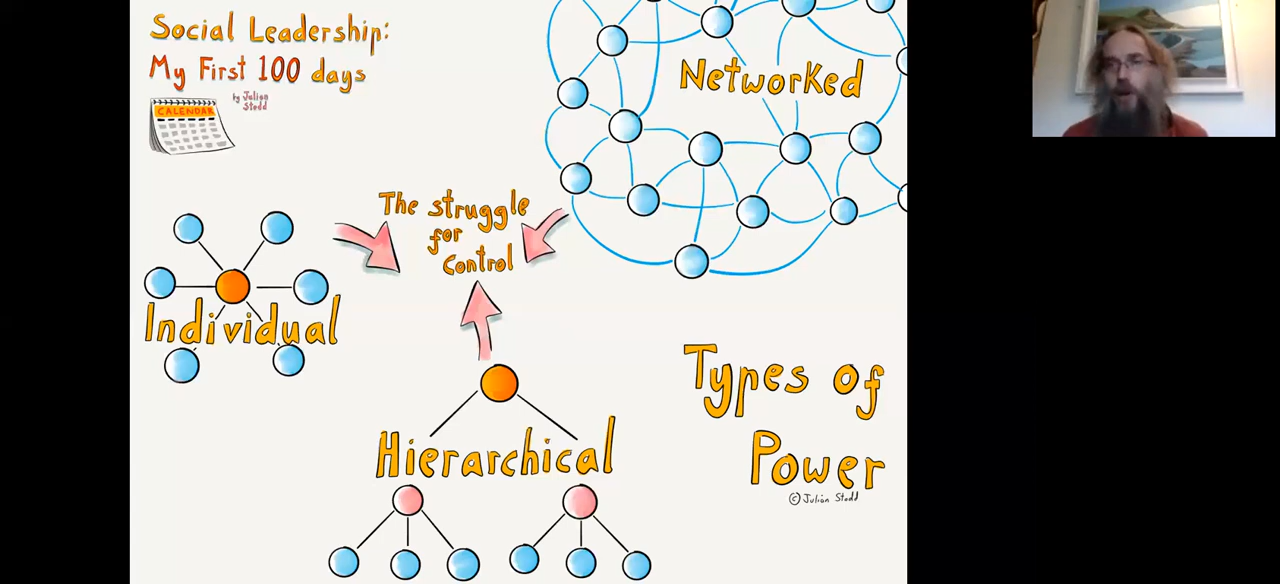 Social Leadership:
My First 100 days
by Julian
Stodd
CALENDAR
Networked
The struggle
for
Control
Individual
Hierarchical
Types of
Power
© Julian Stodd